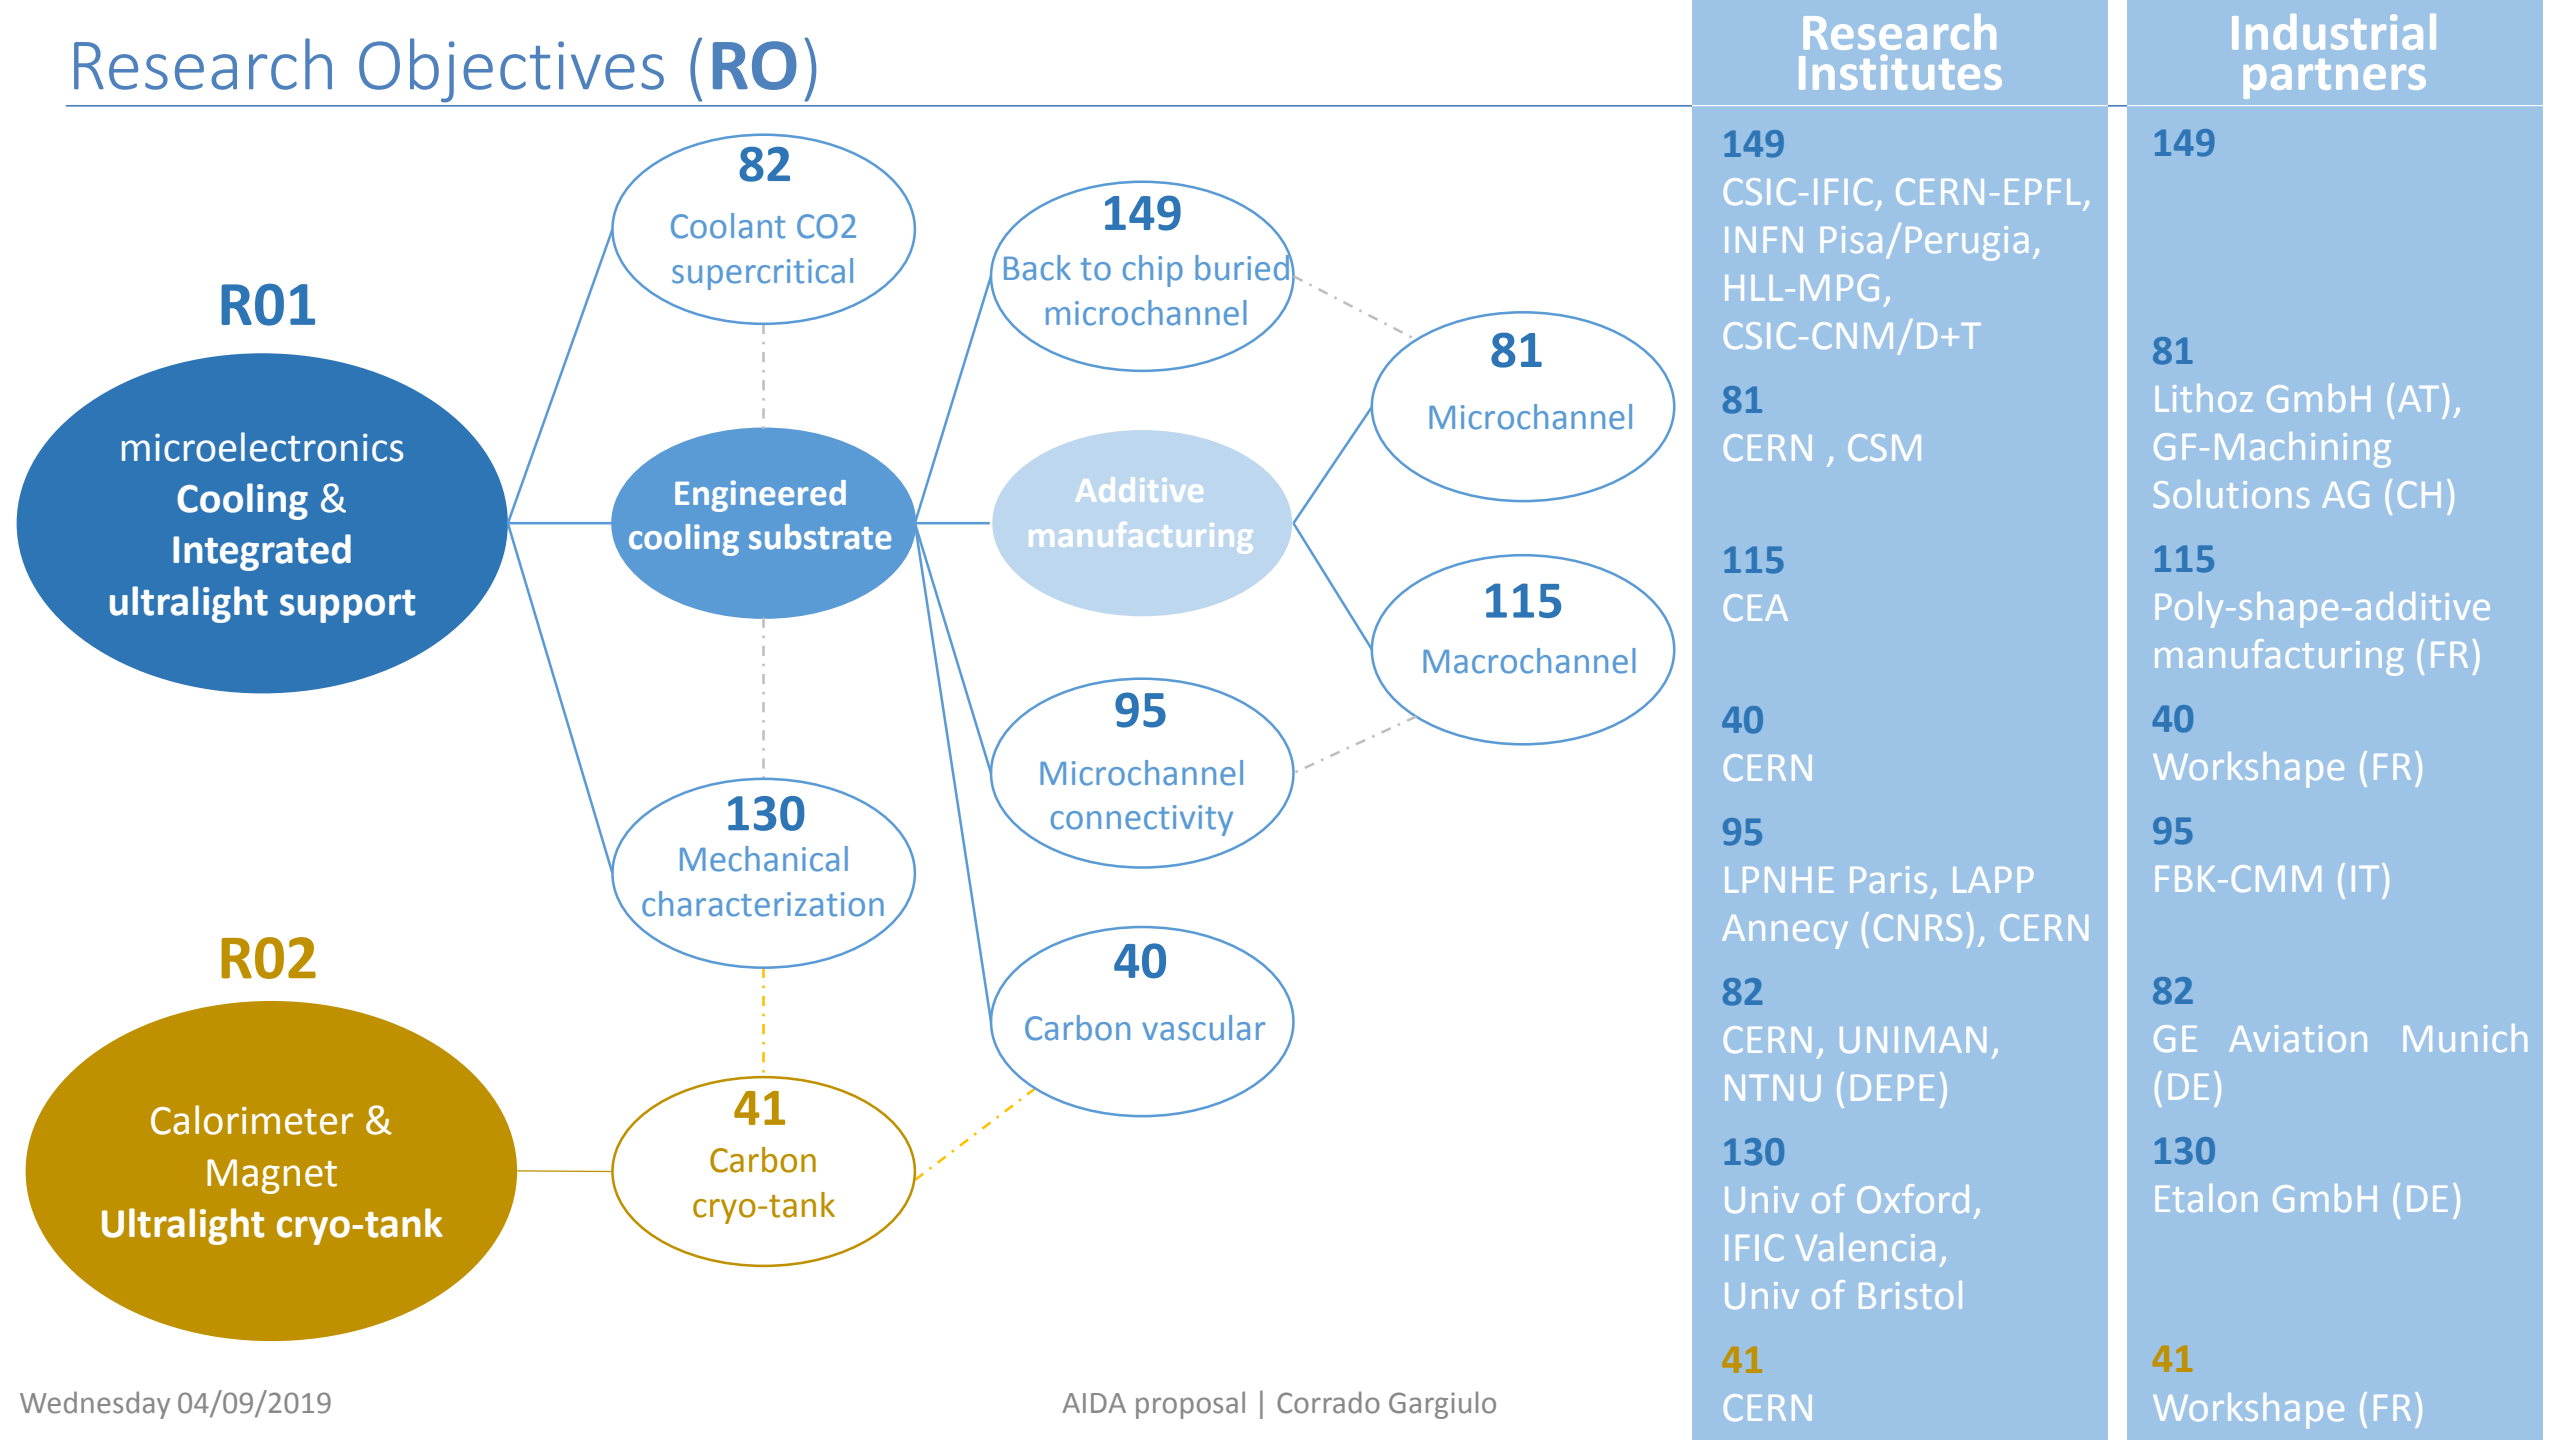 Research Objectives (RO)
R01
microelectronics
Cooling &
Integrated
ultralight support
R02
Calorimeter &
Magnet
Ultralight cryo-tank
82
Coolant CO2
supercritical
Engineered
cooling substrate
130
Mechanical
characterization
41
Carbon
cryo-tank
149
Back to chip buried
microchannel
Additive
manufacturing
95
Microchannel
connectivity
40
Carbon vascular
81
Microchannel
115
Macrochannel
Research
Institutes
149
CSIC-IFIC, CERN-EPFL,
INFN Pisa/Perugia,
HLL-MPG,
CSIC-CNM/D+T
81
CERN , CSM
115
CEA
40
CERN
95
LPNHE Paris, LAPP
Annecy (CNRS), CERN
82
CERN, UNIMAN,
NTNU (DEPE)
130
Univ of Oxford,
IFIC Valencia,
Univ of Bristol
41
CERN
Industrial
partners
149
81
Lithoz GmbH (AT),
GF-Machining
Solutions AG (CH)
115
Poly-shape-additive
manufacturing (FR)
40
Workshape (FR)
95
FBK-CMM (IT)
82
GE Aviation Munich
(DE)
130
Etalon GmbH (DE)
41
Workshape (FR)
Wednesday 04/09/2019
AIDA proposal | Corrado Gargiulo